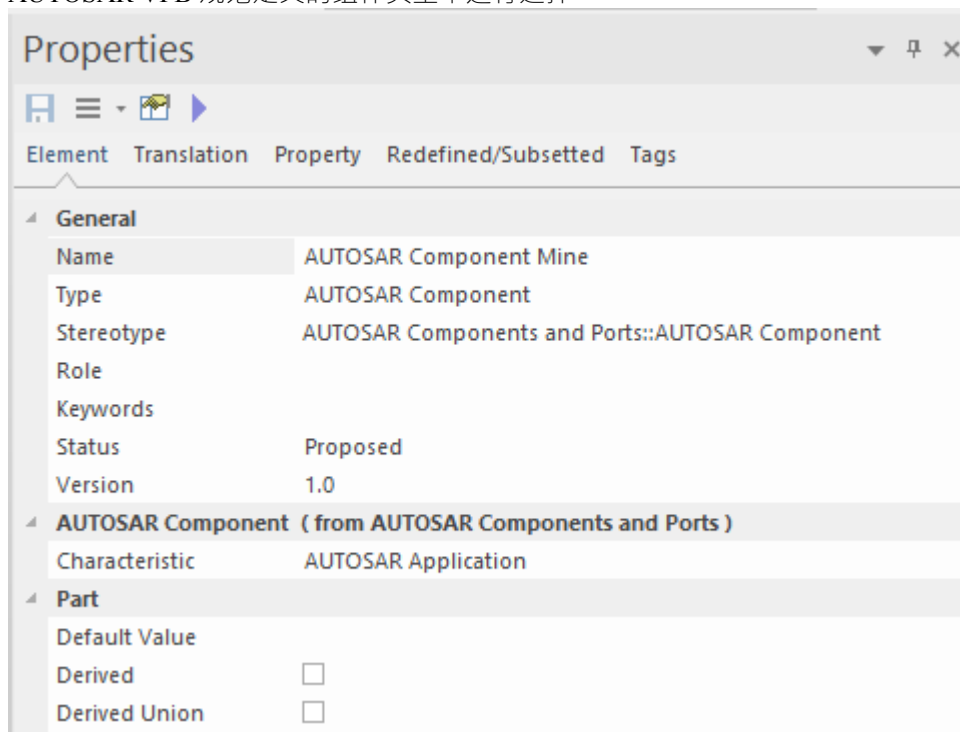 Properties
Element Translation Property Redefined/Subsetted Tags
General
Name AUTOSAR Component Mine
Type AUTOSAR Component
Stereotype AUTOSAR Components and Ports::AUTOSAR Component
Role
Keywords
Status Proposed
Version 1.0
AUTOSAR Component ( from AUTOSAR Components and Ports )
Characteristic AUTOSAR Application
Part
Default Value
Derived
Derived Union